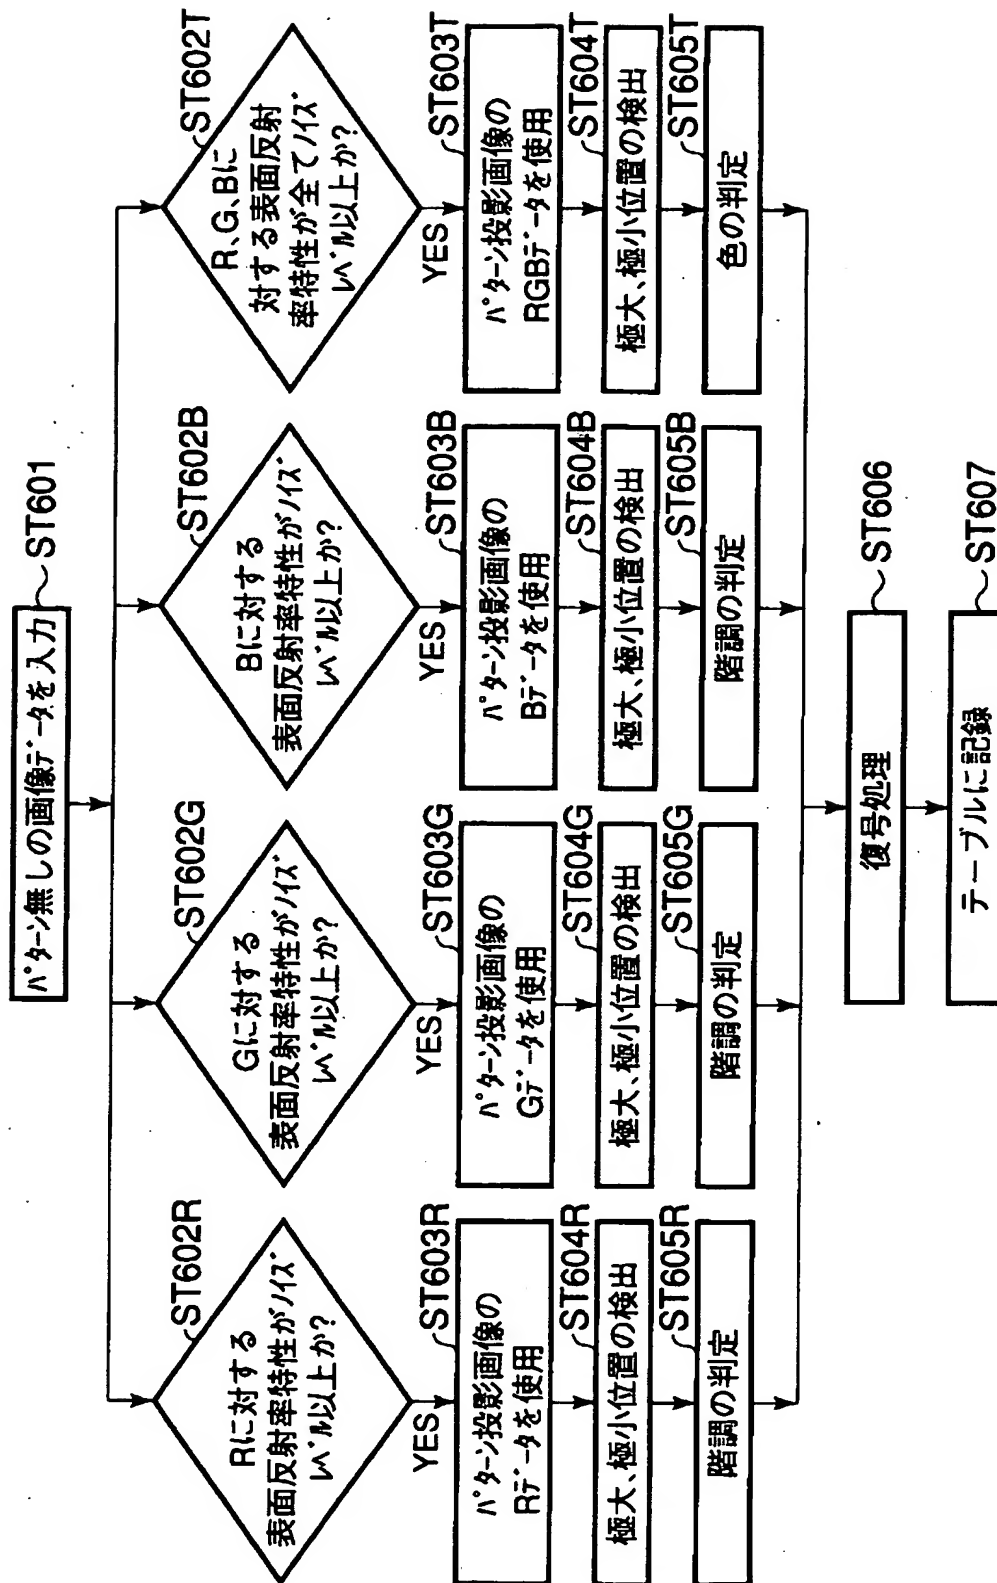 パターン無しの画像データを入力
ST601
Rに対する
表面反射率特性がノイズ
レベル以上か?
ST602R
YES
パターン投影画像の
Rデータを使用
ST603R
極大、極小位置の検出
ST604R
階調の判定
ST605R
Gに対する
表面反射率特性がノイズ
レベル以上か?
ST602G
YES
パターン投影画像の
Gデータを使用
ST603G
極大、極小位置の検出
ST604G
階調の判定
ST605G
Bに対する
表面反射率特性がノイズ
レベル以上か?
ST602B
YES
パターン投影画像の
Bデータを使用
ST603B
極大、極小位置の検出
ST604B
階調の判定
ST605B
R、G、Bに
対する表面反射
率特性が全てノイズ
レベル以上か?
ST602T
YES
パターン投影画像の
RGBデータを使用
ST603T
極大、極小位置の検出
ST604T
色の判定
ST605T
復号処理
ST606
テーブルに記録
ST607